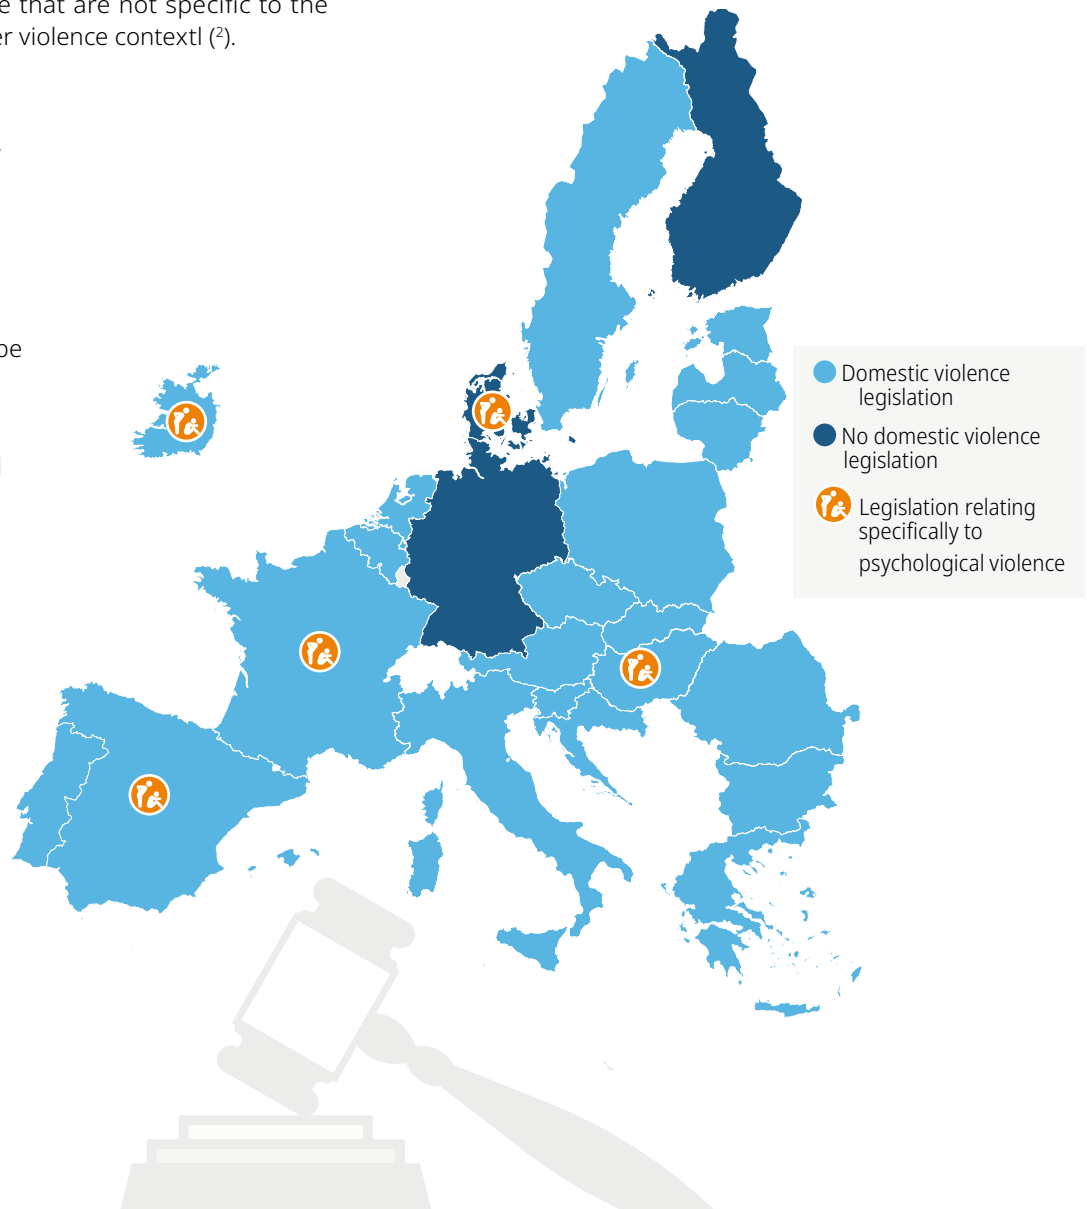 e that are not specific to the
er violence contextl (²).
be
Domestic violence
legislation
No domestic violence
legislation
Legislation relating
specifically to
psychological violence